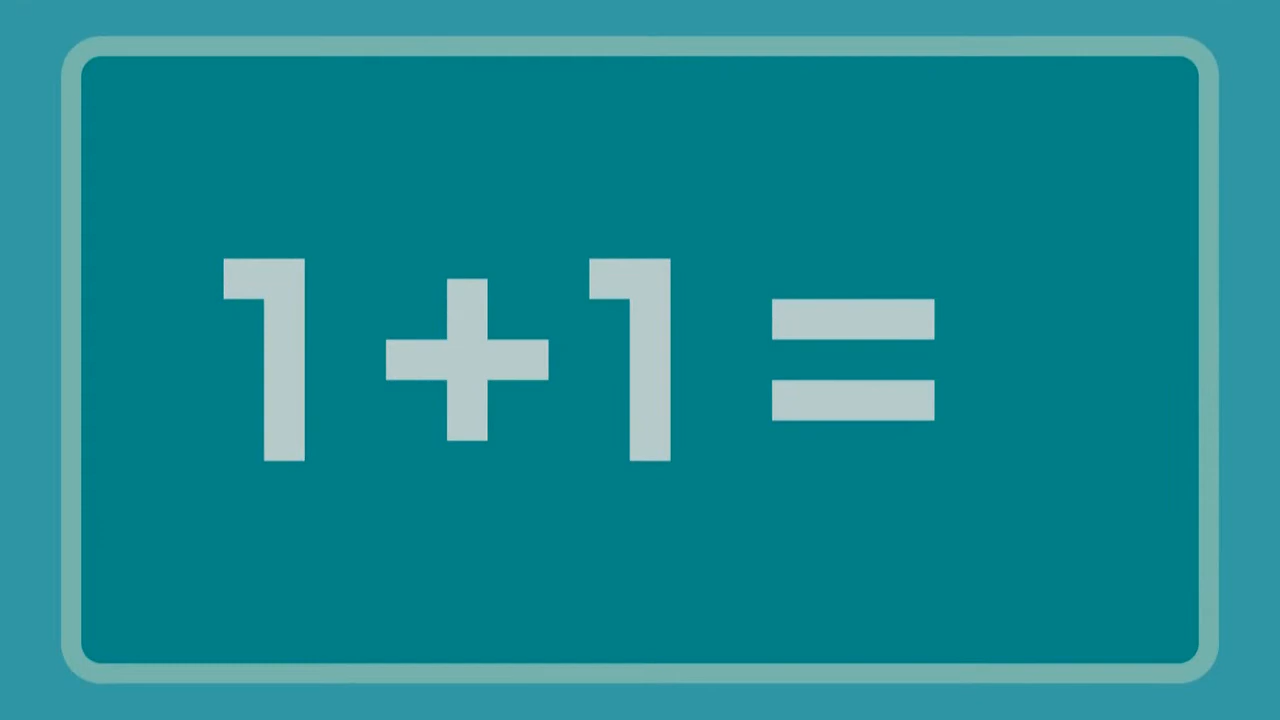 1+1 =